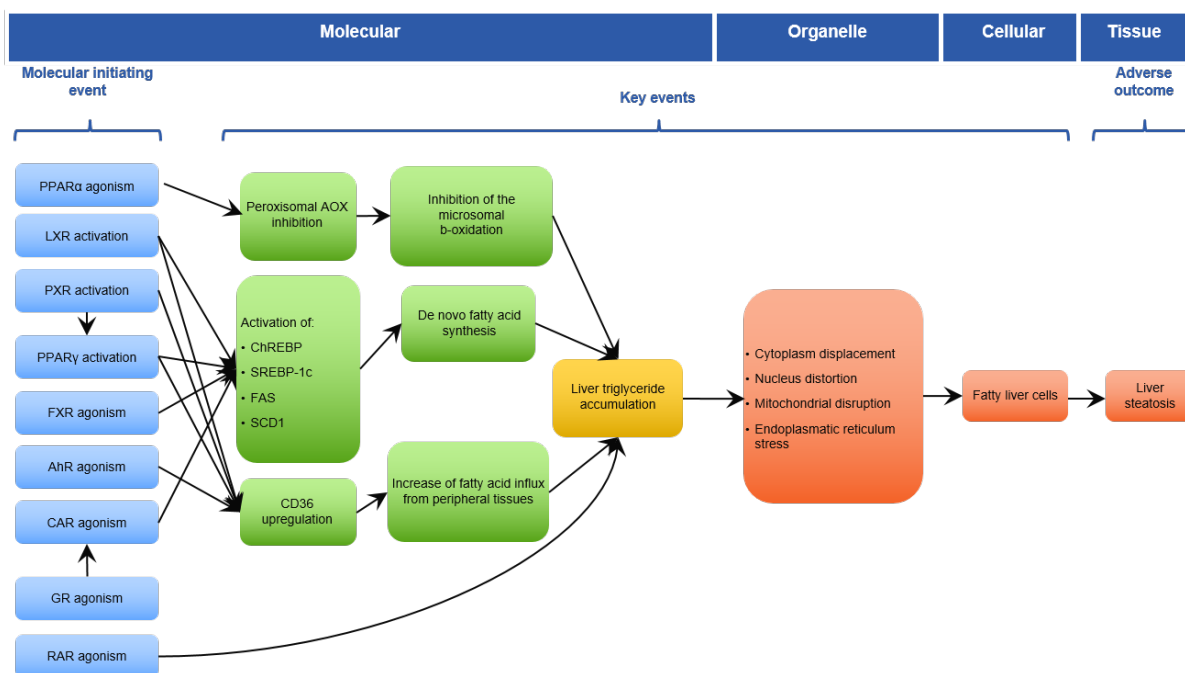 Molecular
Organelle
Cellular
Tissue
Molecular initiating
event
Key events
Adverse
outcome
PPARα agonism
LXR activation
PXR activation
PPARγ activation
FXR agonism
AhR agonism
CAR agonism
GR agonism
RAR agonism
Peroxisomal AOX
inhibition
Inhibition of the
microsomal
b-oxidation
Activation of:
• ChREBP
• SREBP-1c
• FAS
• SCD1
De novo fatty acid
synthesis
CD36
upregulation
Increase of fatty acid influx
from peripheral tissues
Liver triglyceride
accumulation
• Cytoplasm displacement
• Nucleus distortion
• Mitochondrial disruption
• Endoplasmatic reticulum
stress
Fatty liver cells
Liver
steatosis